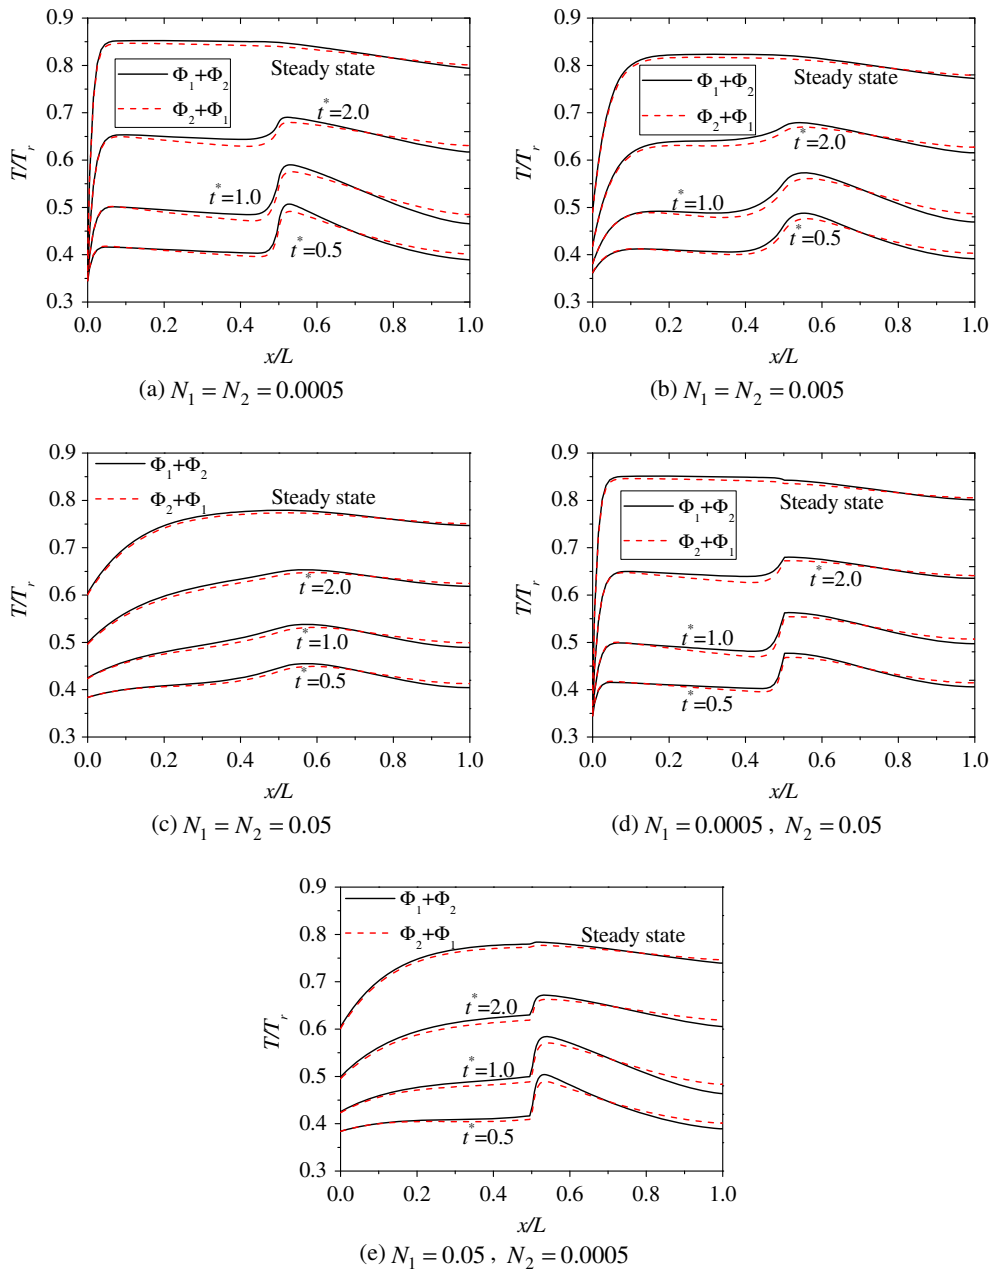 0.9 0.8 0.7 0.6 0.5 0.4 0.3
T/T_r
Φ_1+Φ_2
Φ_2+Φ_1
Steady state
t*=2.0
t*=1.0
t*=0.5
0.0 0.2 0.4 0.6 0.8 1.0
x/L
(a) N_1 = N_2 = 0.0005
0.9 0.8 0.7 0.6 0.5 0.4 0.3
T/T_r
Φ_1+Φ_2
Φ_2+Φ_1
Steady state
t*=2.0
t*=1.0
t*=0.5
0.0 0.2 0.4 0.6 0.8 1.0
x/L
(b) N_1 = N_2 = 0.005
0.9 0.8 0.7 0.6 0.5 0.4 0.3
T/T_r
Φ_1+Φ_2
Φ_2+Φ_1
Steady state
t*=2.0
t*=1.0
t*=0.5
0.0 0.2 0.4 0.6 0.8 1.0
x/L
(c) N_1 = N_2 = 0.05
0.9 0.8 0.7 0.6 0.5 0.4 0.3
T/T_r
Φ_1+Φ_2
Φ_2+Φ_1
Steady state
t*=2.0
t*=1.0
t*=0.5
0.0 0.2 0.4 0.6 0.8 1.0
x/L
(d) N_1 = 0.0005 , N_2 = 0.05
0.9 0.8 0.7 0.6 0.5 0.4 0.3
T/T_r
Φ_1+Φ_2
Φ_2+Φ_1
Steady state
t*=2.0
t*=1.0
t*=0.5
0.0 0.2 0.4 0.6 0.8 1.0
x/L
(e) N_1 = 0.05 , N_2 = 0.0005